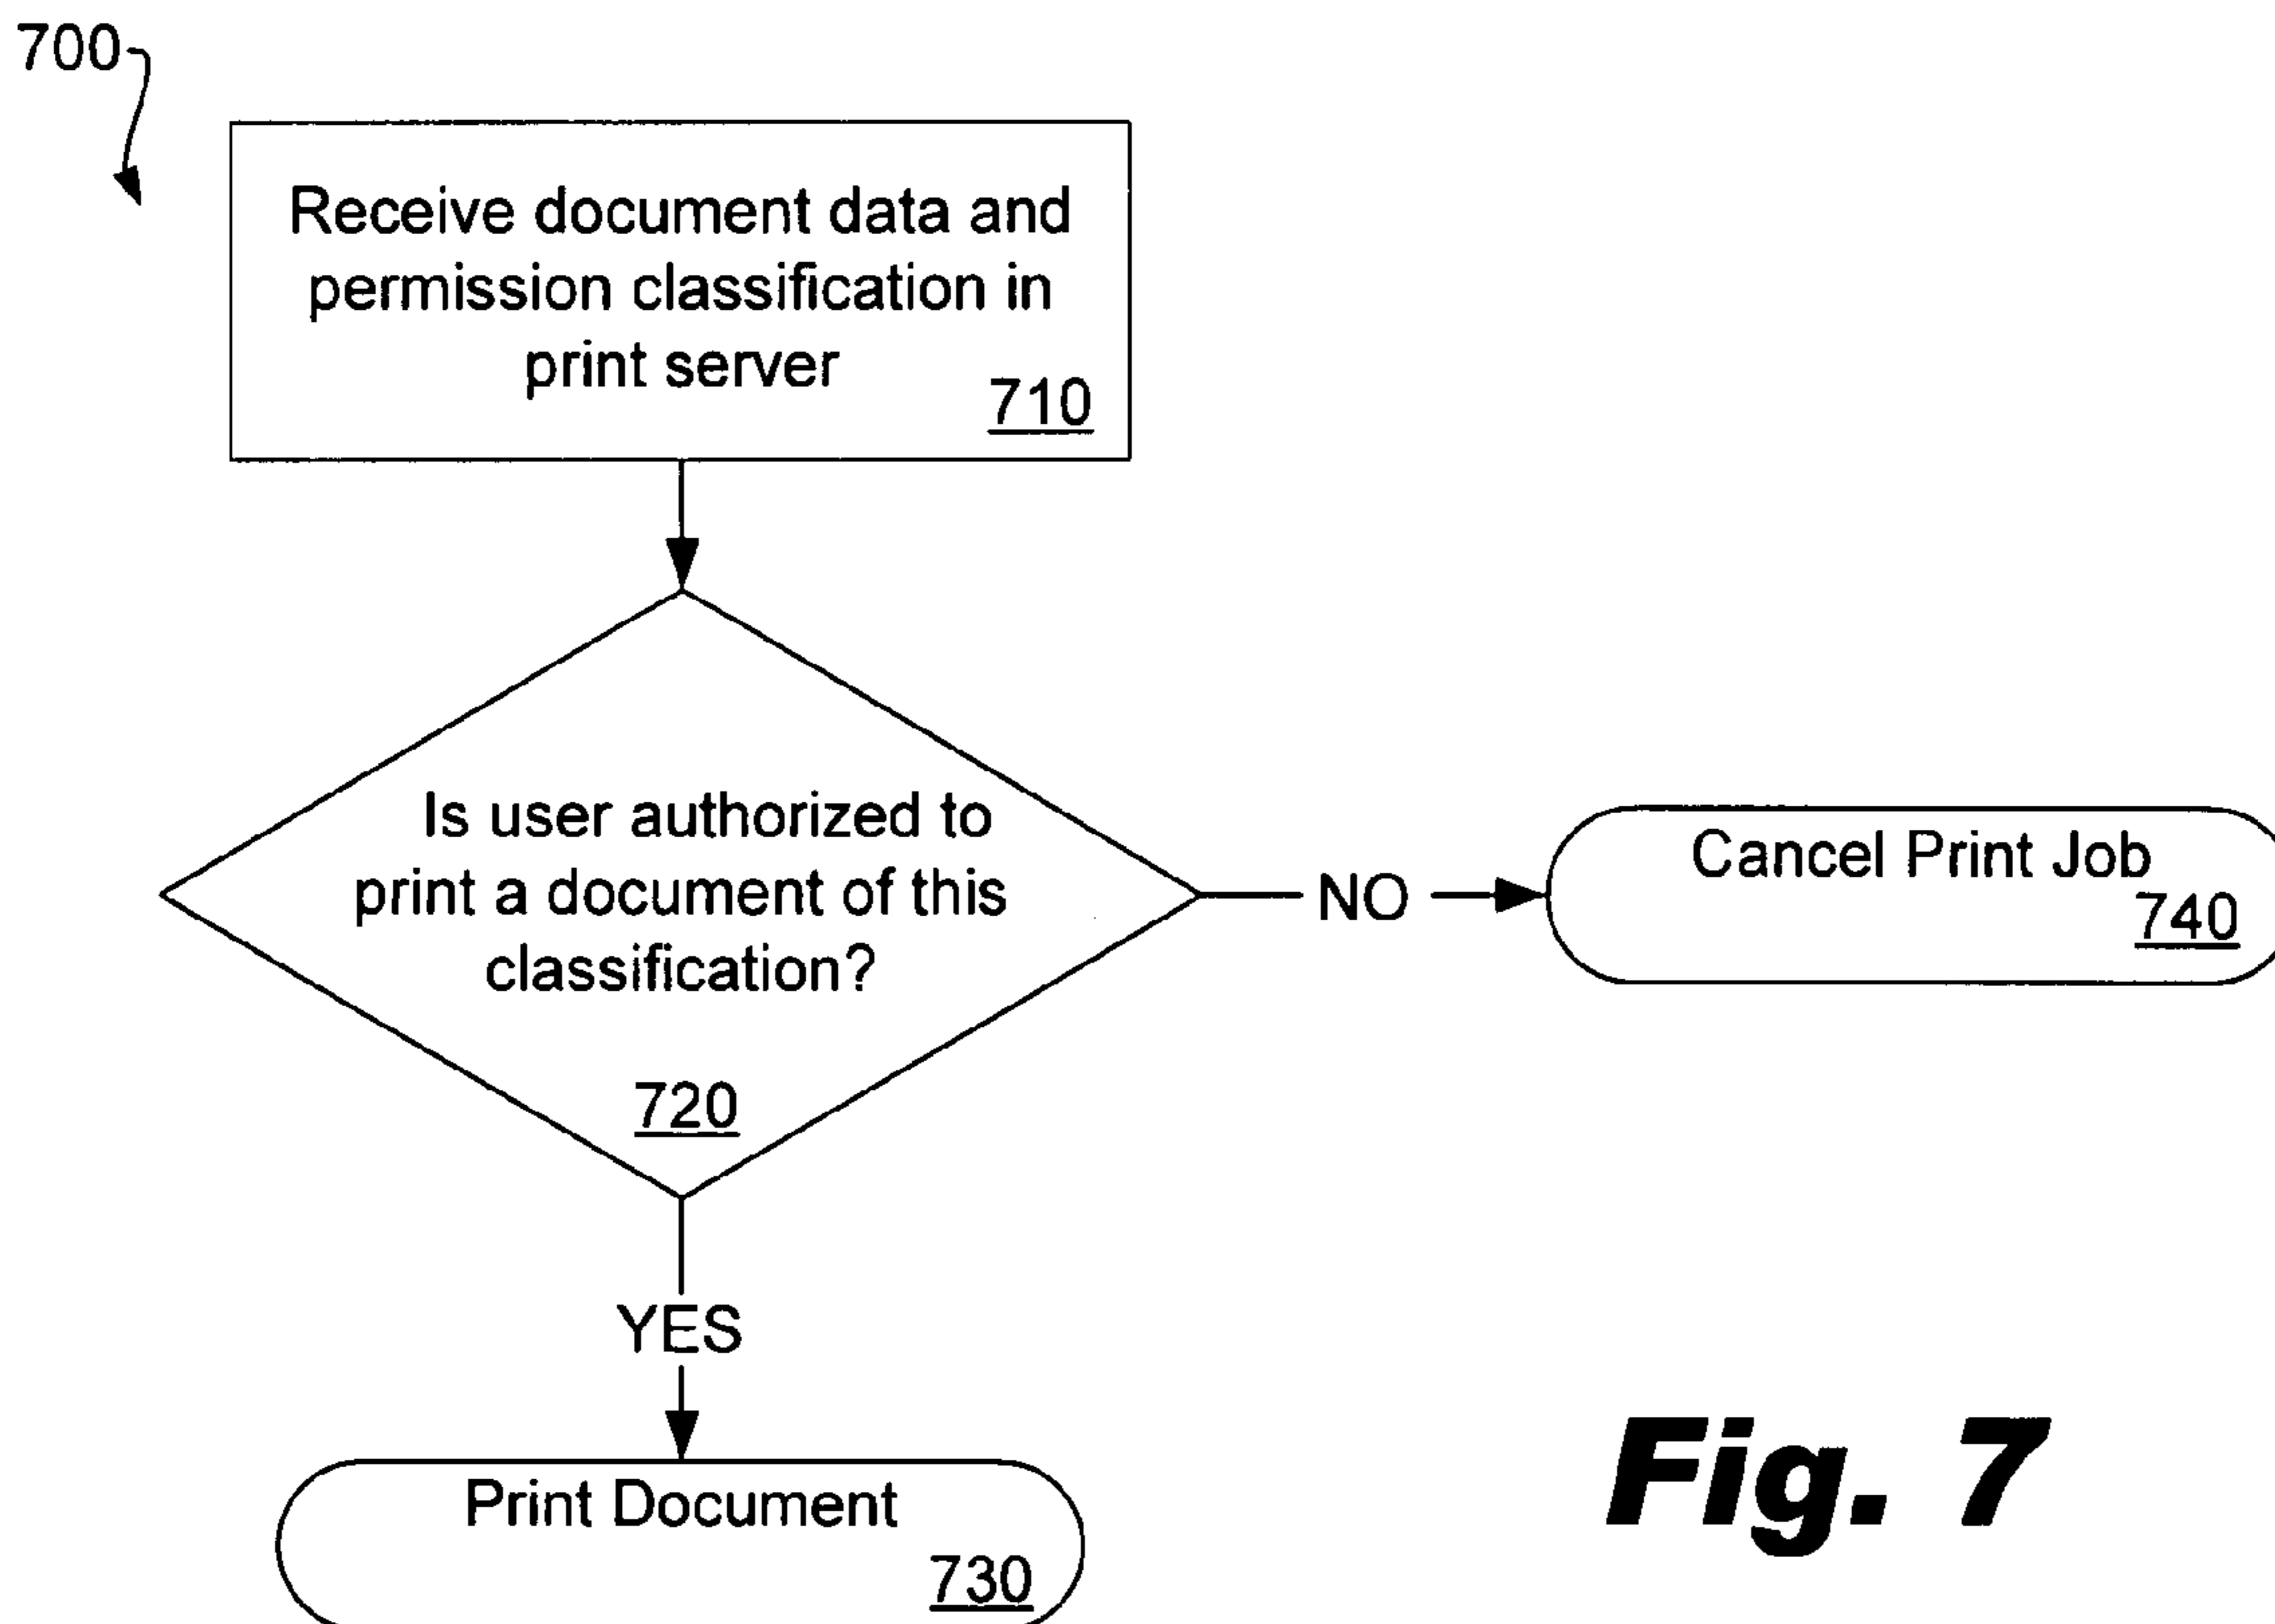 700
Receive document data and
permission classification in
print server
710
Is user authorized to
print a document of this
classification?
720
NO
Cancel Print Job
740
YES
Print Document
730
Fig. 7